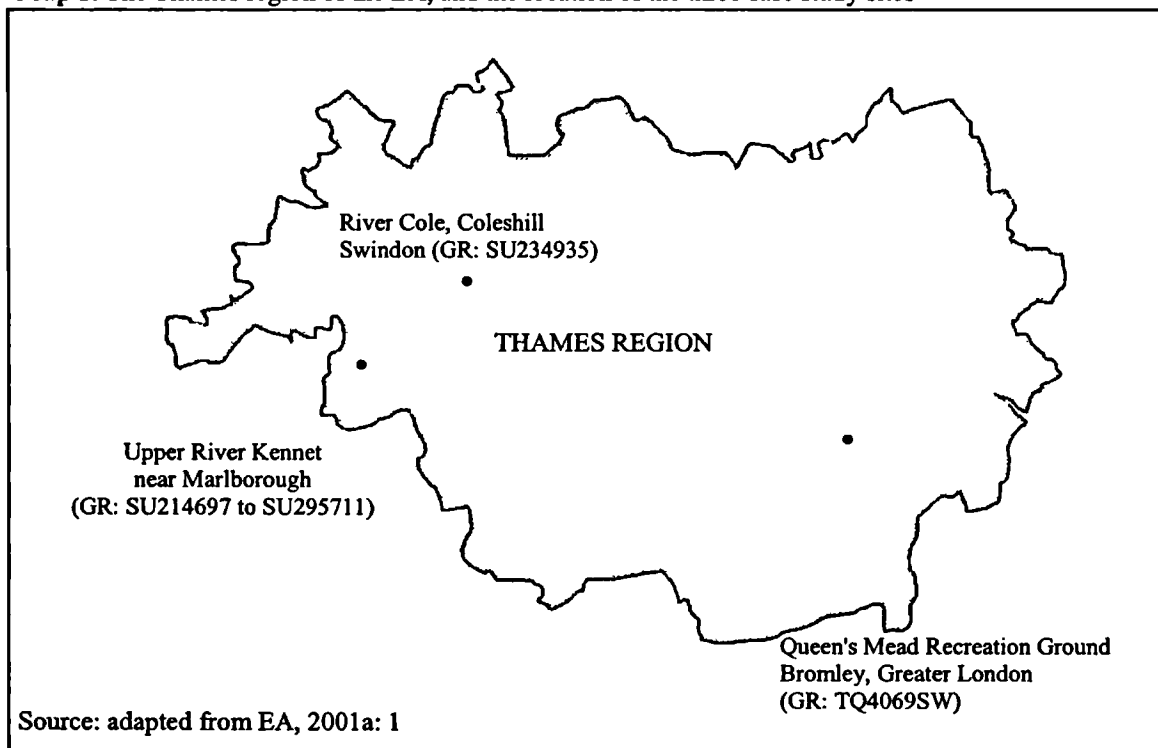 River Cole, Coleshill
Swindon (GR: SU234935)
THAMES REGION
Upper River Kennet
near Marlborough
(GR: SU214697 to SU295711)
Queen's Mead Recreation Ground
Bromley, Greater London
(GR: TQ4069SW)
Source: adapted from EA, 2001a: 1